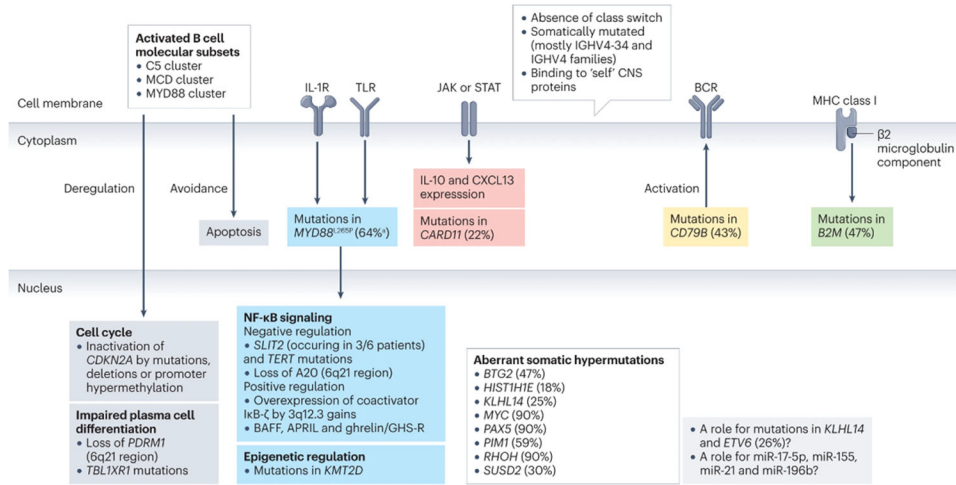 Activated B cell
molecular subsets
• C5 cluster
• MCD cluster
• MYD88 cluster
• Absence of class switch
• Somatically mutated
(mostly IGHV4-34 and
IGHV4 families)
• Binding to ‘self’ CNS
proteins
Cell membrane
IL-1R
TLR
JAK or STAT
BCR
MHC class I
Cytoplasm
β2
microglobulin
component
Deregulation
Avoidance
Activation
Apoptosis
Mutations in
MYD88L265P (64%a)
IL-10 and CXCL13
expresssion
Mutations in
CARD11 (22%)
Mutations in
CD79B (43%)
Mutations in
B2M (47%)
Nucleus
Cell cycle
• Inactivation of
CDKN2A by mutations,
deletions or promoter
hypermethylation
Impaired plasma cell
differentiation
• Loss of PDRM1
(6q21 region)
• TBL1XR1 mutations
NF-κB signaling
Negative regulation
• SLIT2 (occuring in 3/6 patients)
and TERT mutations
• Loss of A20 (6q21 region)
Positive regulation
• Overexpression of coactivator
IκB-ζ by 3q12.3 gains
• BAFF, APRIL and ghrelin/GHS-R
Epigenetic regulation
• Mutations in KMT2D
Aberrant somatic hypermutations
• BTG2 (47%)
• HIST1H1E (18%)
• KLHL14 (25%)
• MYC (90%)
• PAX5 (90%)
• PIM1 (59%)
• RHOH (90%)
• SUSD2 (30%)
• A role for mutations in KLHL14
and ETV6 (26%)?
• A role for miR-17-5p, miR-155,
miR-21 and miR-196b?